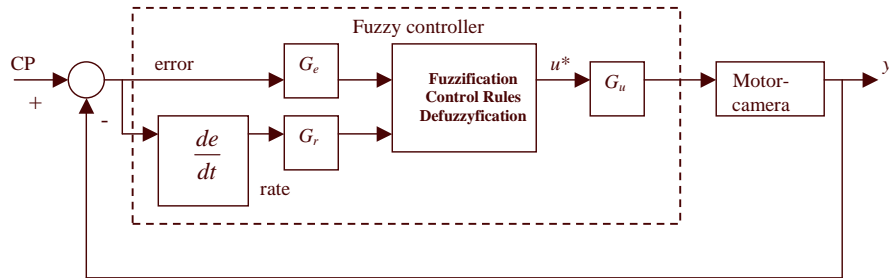 Fuzzy controller
CP
+
-
error
G_e
Fuzzification
Control Rules
Defuzzyfication
u*
G_u
Motor-
camera
y
de
dt
rate
G_r